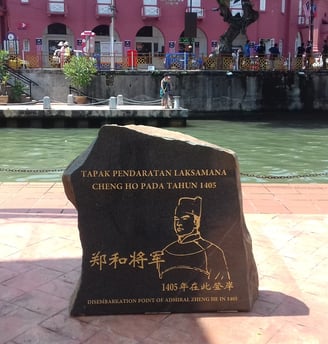 TAPAK PENDARATAN LAKSAMANA
CHENG HO PADA TAHUN 1405
郑和将军
1405年在此登岸
DISEMBARKATION POINT OF ADMIRAL ZHENG HE IN 1405